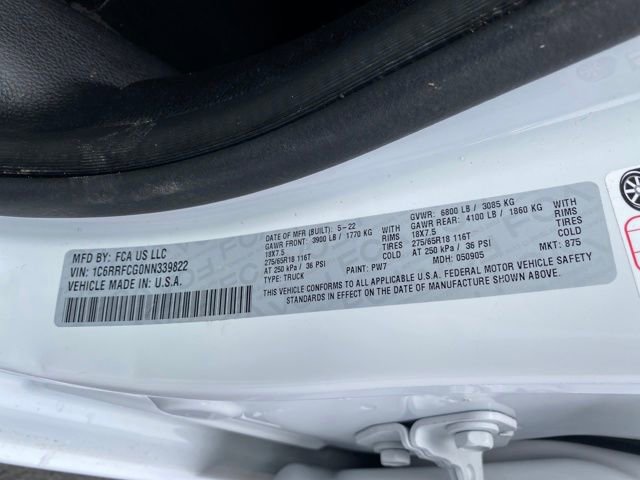 MFD BY: FCA US LLC
VIN: 1C6RRFCG0NN339822
VEHICLE MADE IN: U.S.A.
DATE OF MFR (BUILT): 5-22
GAWR FRONT: 3900 LB / 1770 KG WITH
18X7.5 RIMS
275/65R18 116T TIRES
AT 250 kPa / 36 PSI COLD
TYPE: TRUCK PAINT: PW7
GVWR: 6800 LB / 3085 KG
GAWR REAR: 4100 LB / 1860 KG WITH
18X7.5 RIMS
275/65R18 116T TIRES
AT 250 kPa / 36 PSI COLD
MDH: 050905 MKT: 875
THIS VEHICLE CONFORMS TO ALL APPLICABLE U.S.A. FEDERAL MOTOR VEHICLE SAFETY
STANDARDS IN EFFECT ON THE DATE OF MANUFACTURE SHOWN ABOVE.